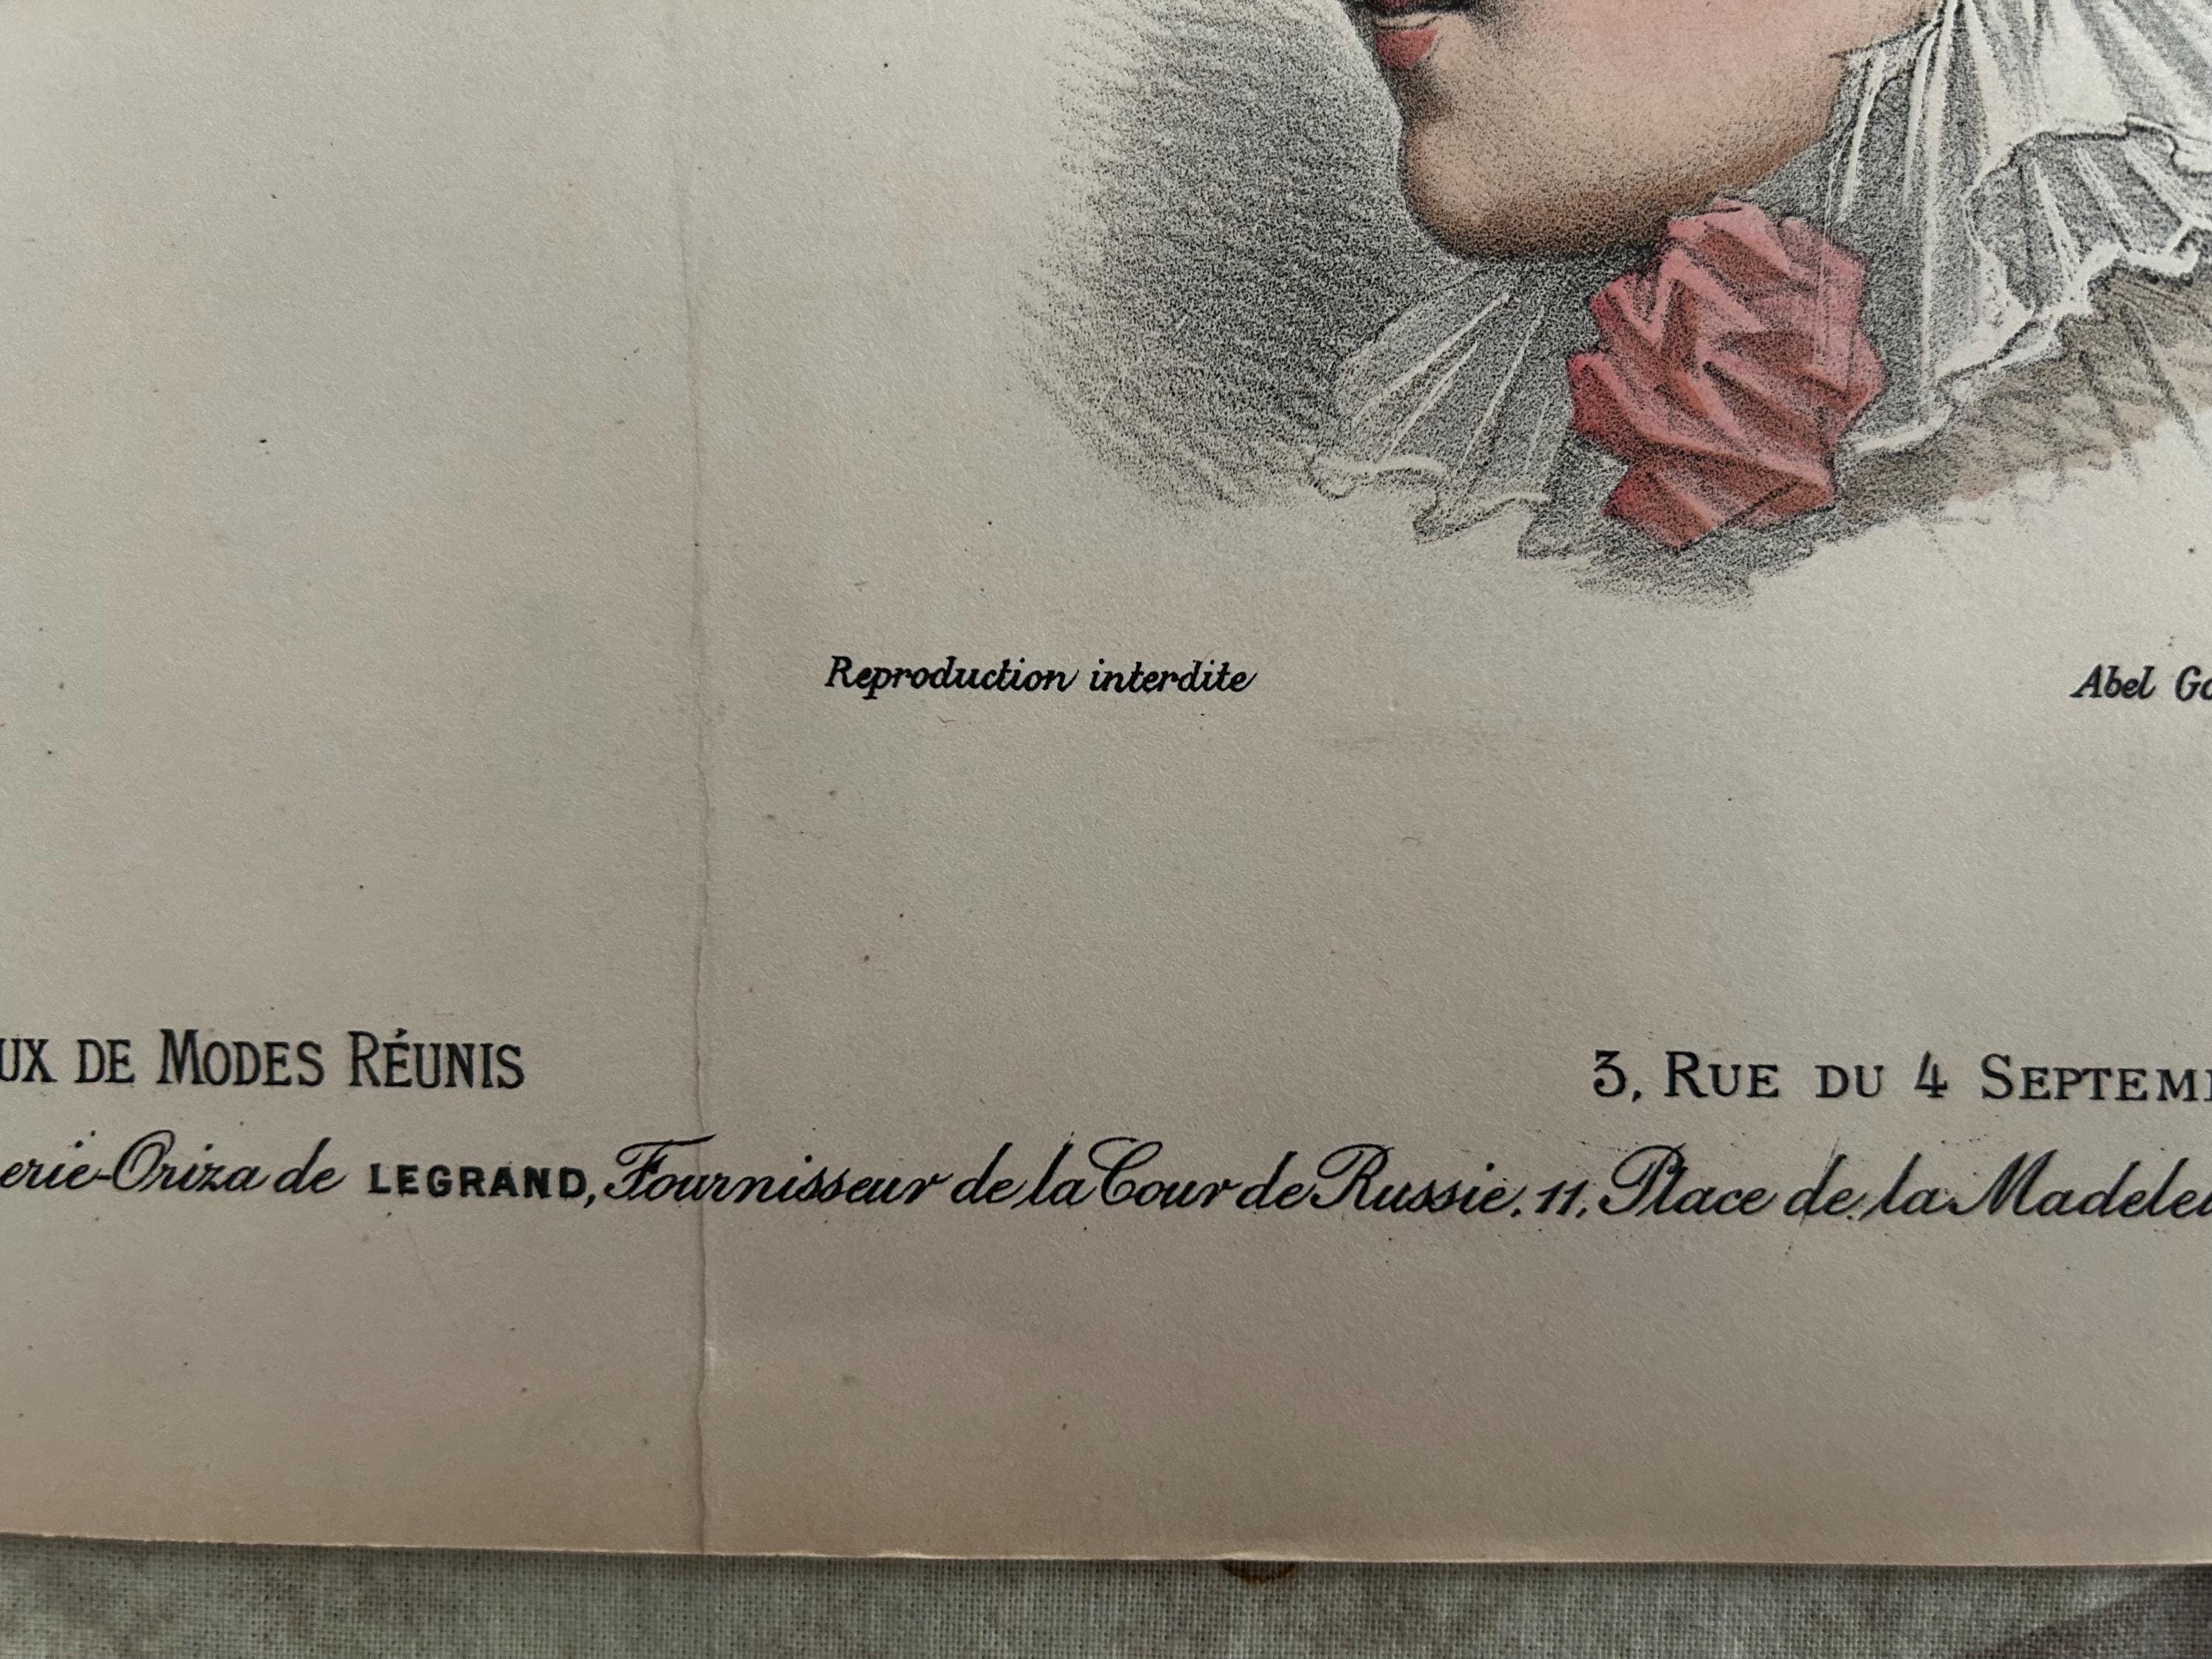 Reproduction interdite
Abel Go
UX DE MODES RÉUNIS
3, RUE DU 4 SEPTEM
erie-Oriza de LEGRAND, Fournisseur de la Cour de Russie. 11, Place de la Madelei